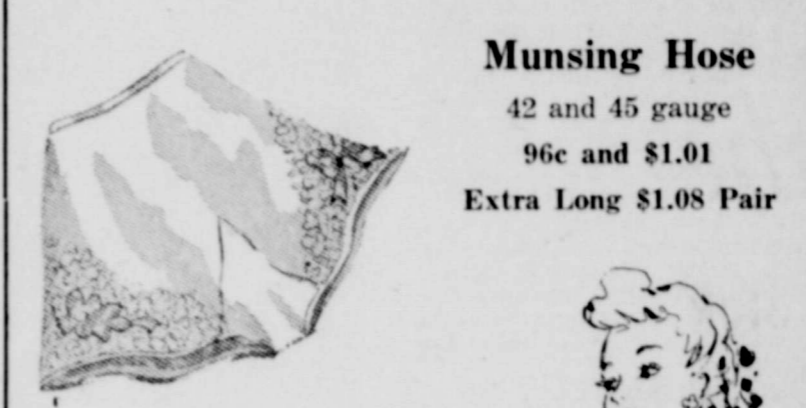 Munsing Hose
42 and 45 gauge
96c and $1.01
Extra Long $1.08 Pair